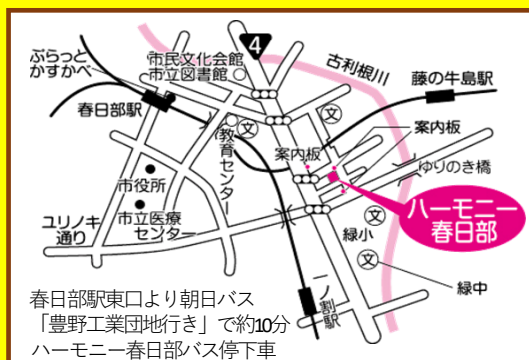 4
古利根川
市民文化会館
市立図書館
ぷらっと
かすかべ
藤の牛島駅
春日部駅
文
文
教育センター
案内板
案内板
ゆりのき橋
市役所
ハーモニー
春日部
ユリノキ
通り
市立医療
センター
文
緑小
文
緑中
一ノ割駅
春日部駅東口より朝日バス
「豊野工業団地行き」で約10分
ハーモニー春日部バス停下車